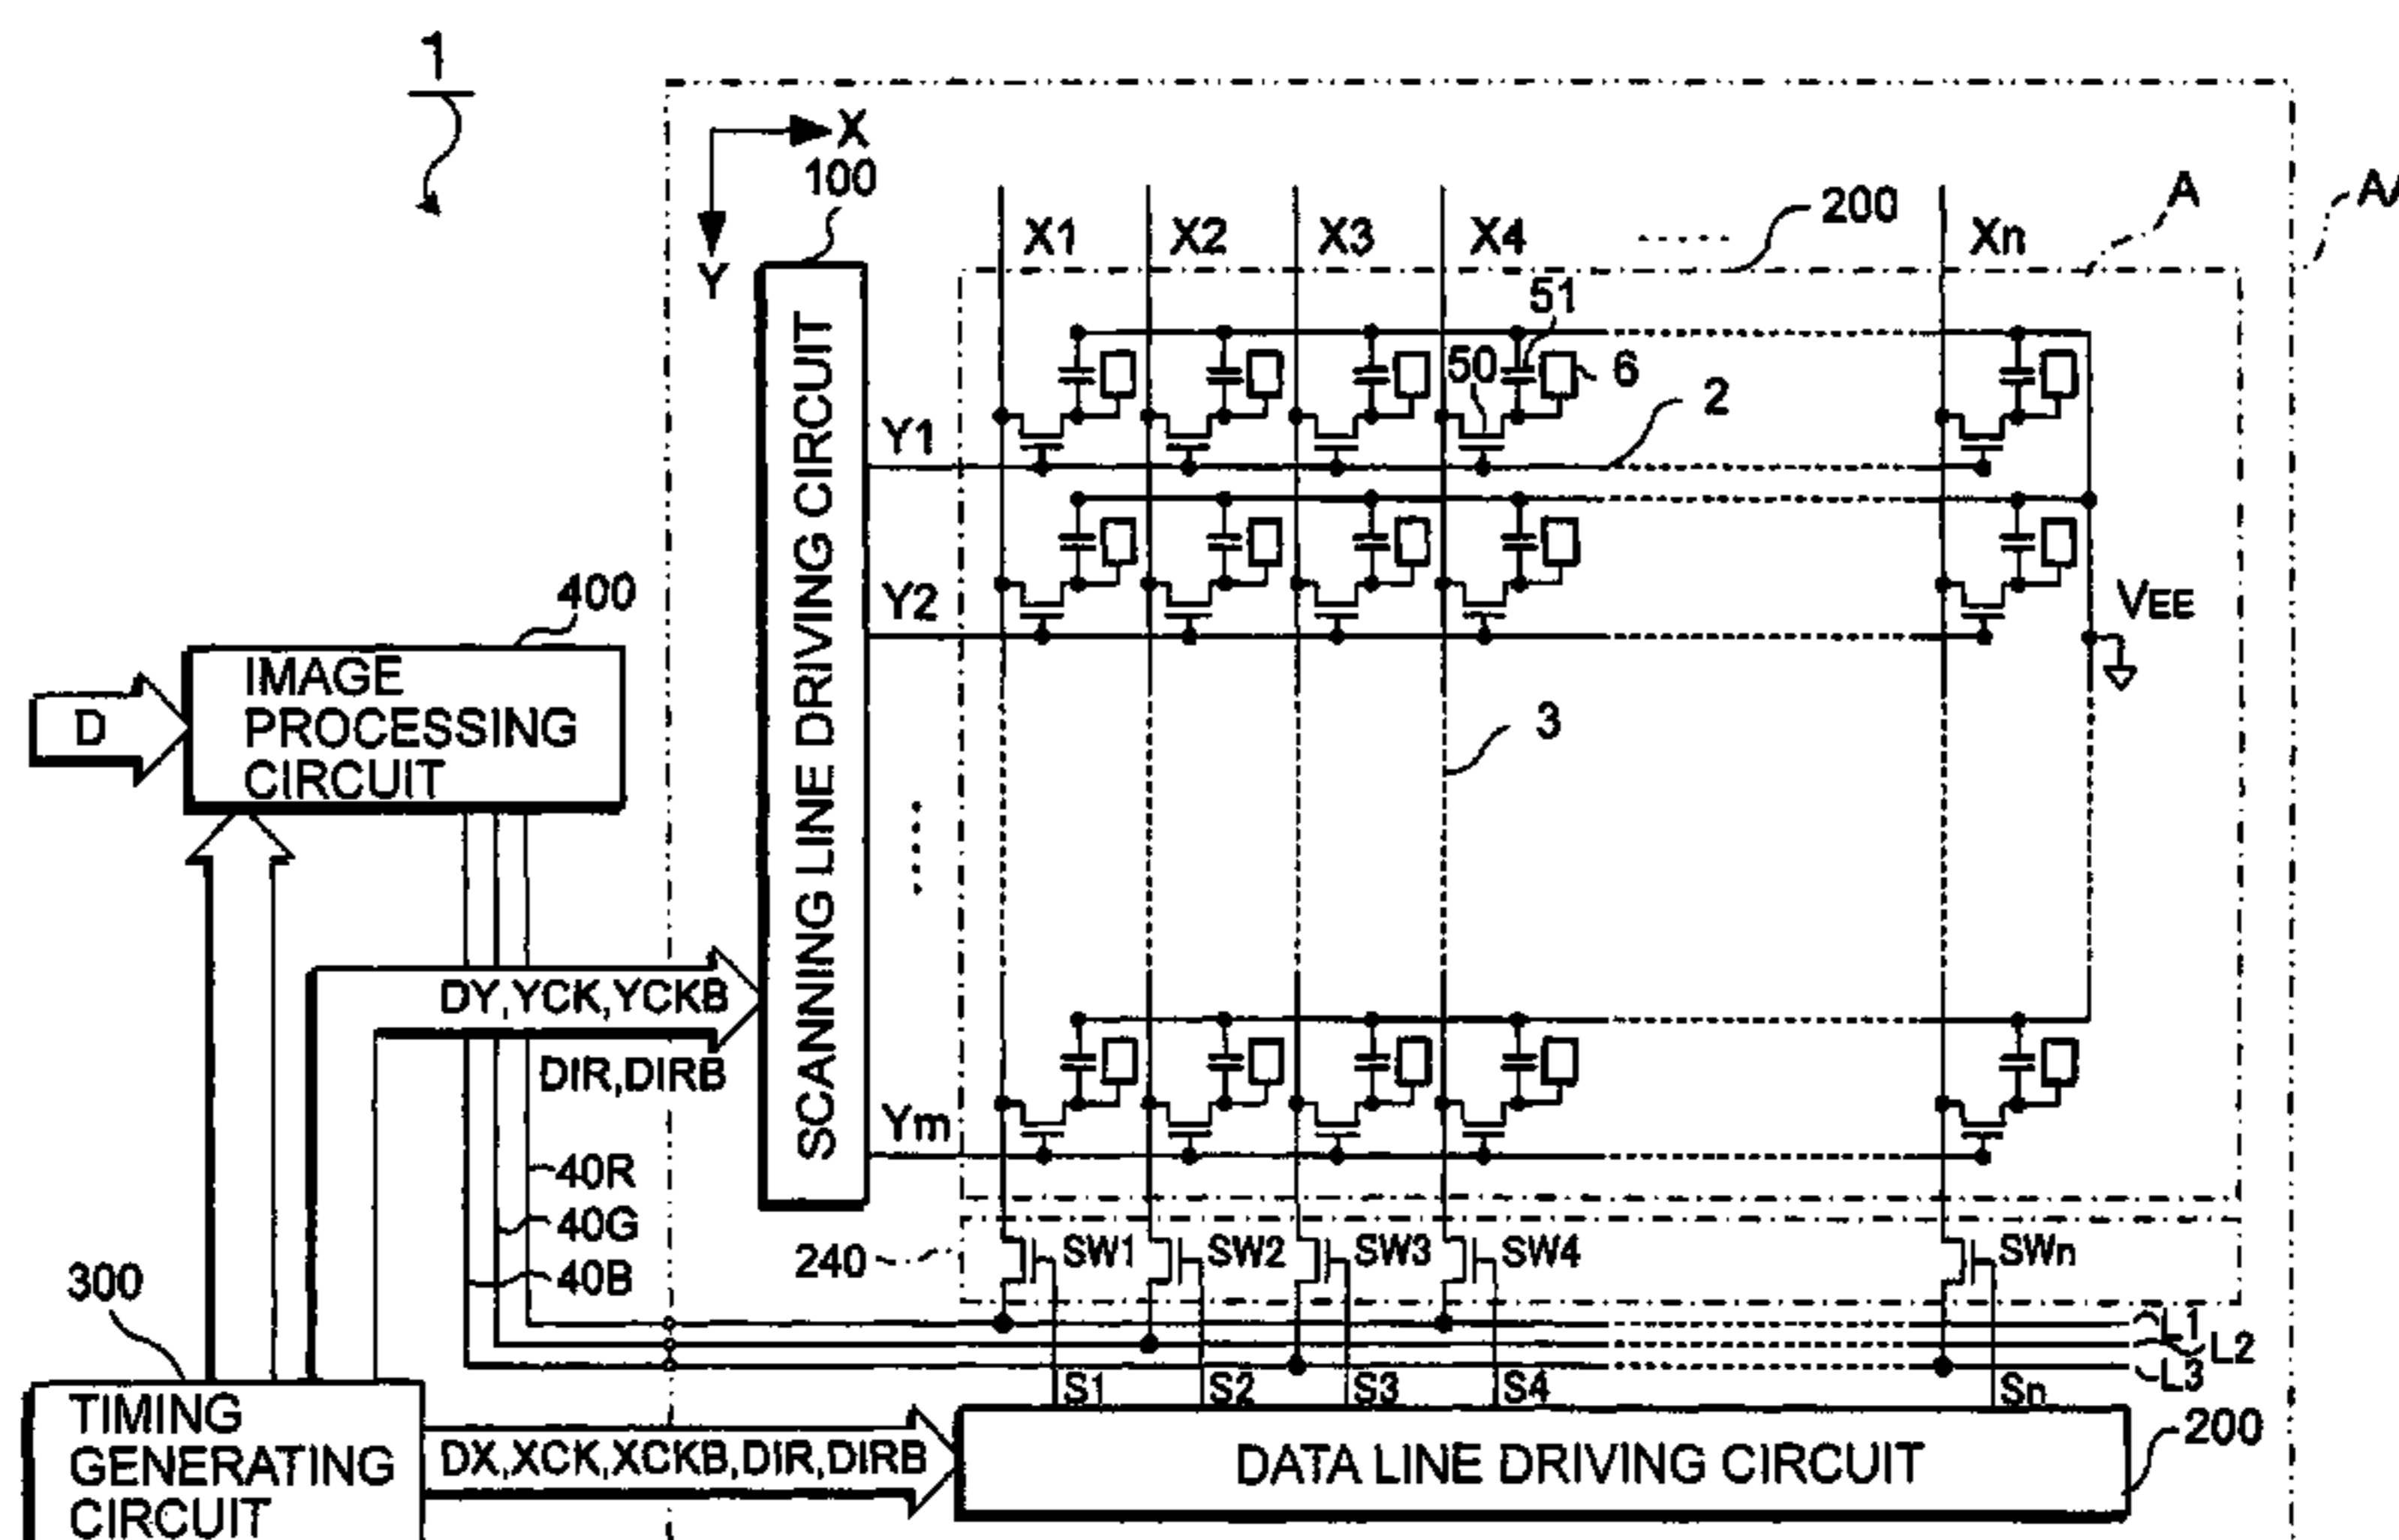 1
X
100
Y
X1 X2 X3 X4 ..... Xn
200
A
AA
51
50
6
2
Y1
Y2
VEE
400
IMAGE
PROCESSING
CIRCUIT
D
SCANNING LINE DRIVING CIRCUIT
3
DY,YCK,YCKB
DIR,DIRB
Ym
40R
40G
40B
240
SW1 SW2 SW3 SW4 SWn
300
L1
L2
L3
S1 S2 S3 S4 Sn
TIMING
GENERATING
CIRCUIT
DX,XCK,XCKB,DIR,DIRB
DATA LINE DRIVING CIRCUIT
200